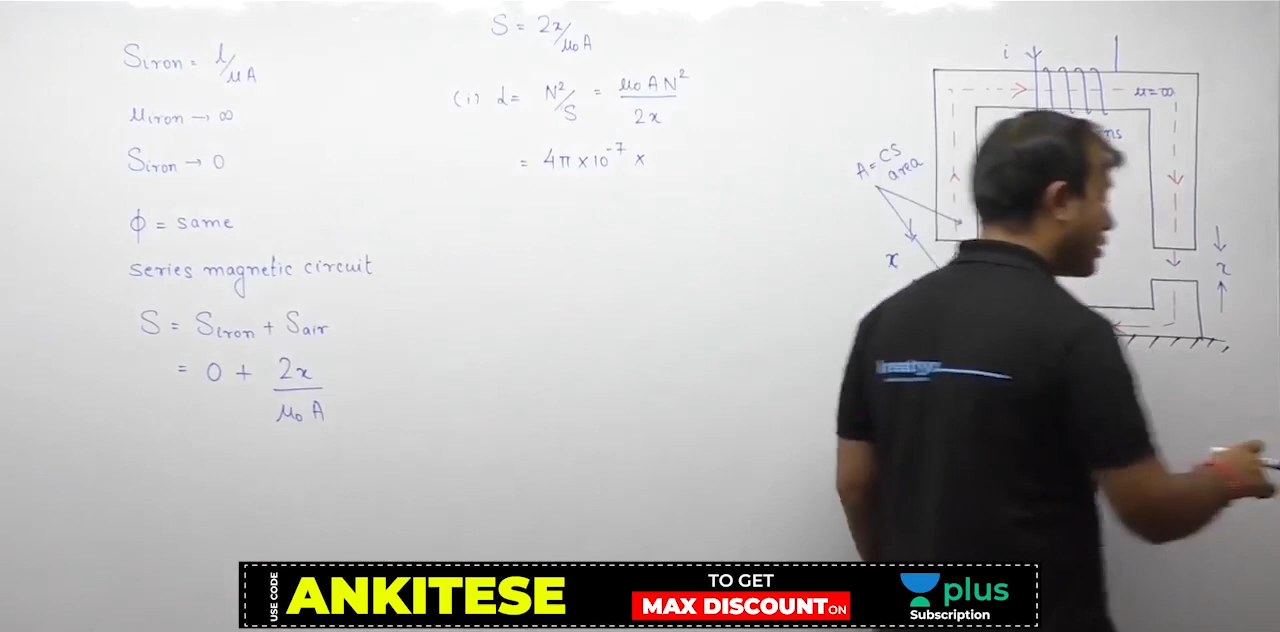 S_iron = l/μA
μ_iron → ∞
S_iron → 0
ϕ = same
series magnetic circuit
S = S_iron + S_air
= 0 + 2x/μ₀A
S = 2x/μ₀A
(i) L = N²/S = μ₀AN²/2x
= 4π × 10⁻⁷ ×
i
μ=∞
A = CS area
x
x
USE CODE
ANKITESE
TO GET
MAX DISCOUNT ON
plus
Subscription